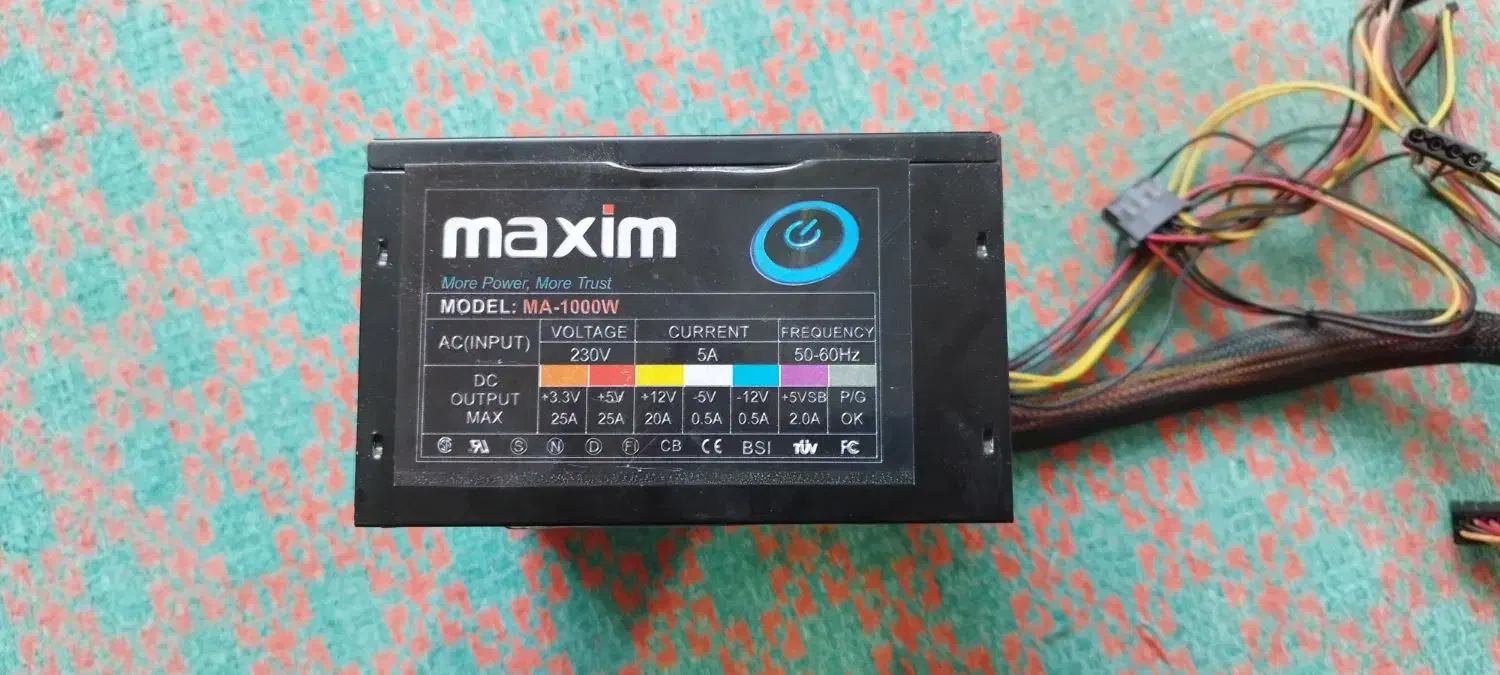 maxim
More Power, More Trust
MODEL: MA-1000W
AC(INPUT) VOLTAGE CURRENT FREQUENCY
230V 5A 50-60Hz
DC OUTPUT MAX +3.3V +5V +12V -5V -12V +5VSB P/G
25A 25A 20A 0.5A 0.5A 2.0A OK
S N D FI CB CE BSI TÜV FC